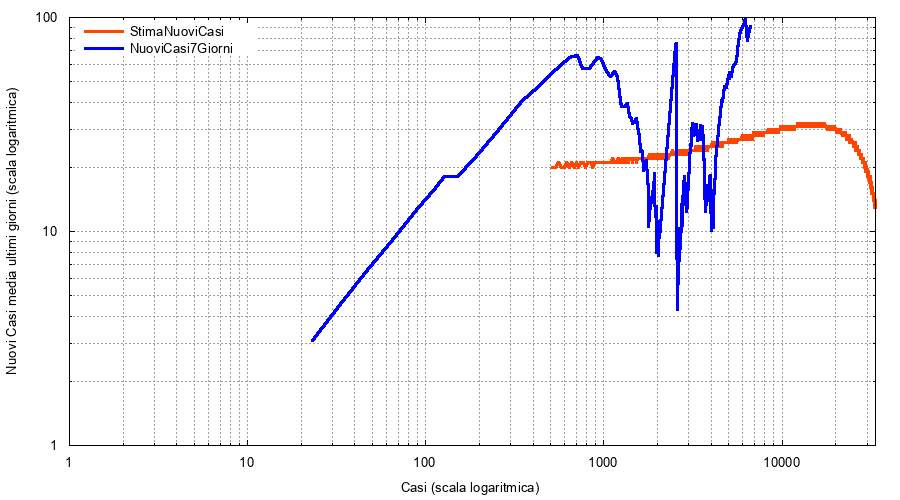 100
StimaNuoviCasi
NuoviCasi7Giorni
Nuovi Casi media ultimi giorni (scala logaritmica)
10
1
1 10 100 1000 10000
Casi (scala logaritmica)